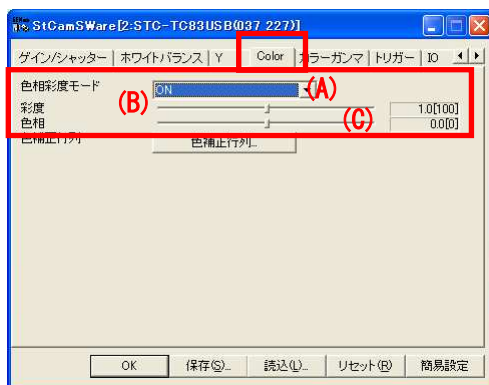 StCamSWare[2:STC-TC83USB(037 227)]
ゲイン/シャッター ホワイトバランス Y Color カラーガンマ トリガー IO
色相彩度モード ON (A)
(B)
彩度 1.0[100]
色相 (C) 0.0[0]
色補正行列 色補正行列...
OK 保存(S)... 読込(L)... リセット(R) 簡易設定